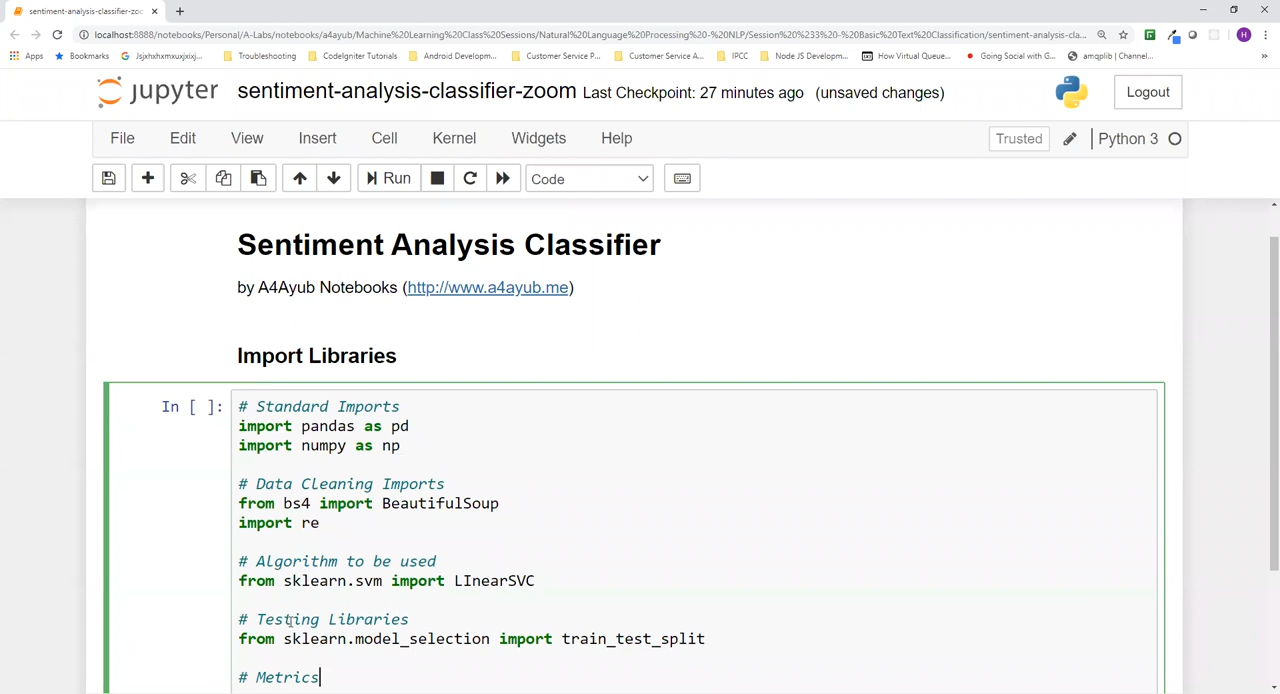 sentiment-analysis-classifier-zoo
localhost:8888/notebooks/Personal/A-Labs/notebooks/a4ayub/Machine%20Learning%20Class%20Sessions/Natural%20Language%20Processing%20-%20NLP/Session%20%233%20-%20Basic%20Text%20Classification/sentiment-analysis-cla...
H
Apps Bookmarks Jsjxhxhxmxuxjxixj... Troubleshooting CodeIgniter Tutorials Android Developm... Customer Service P... Customer Service A... IPCC Node JS Developm... How Virtual Queue... Going Social with G... amqplib | Channel... »
jupyter sentiment-analysis-classifier-zoom Last Checkpoint: 27 minutes ago (unsaved changes) Logout
File Edit View Insert Cell Kernel Widgets Help Trusted Python 3
Run Code
Sentiment Analysis Classifier
by A4Ayub Notebooks (http://www.a4ayub.me)
Import Libraries
In [ ]: # Standard Imports
import pandas as pd
import numpy as np
# Data Cleaning Imports
from bs4 import BeautifulSoup
import re
# Algorithm to be used
from sklearn.svm import LInearSVC
# Testing Libraries
from sklearn.model_selection import train_test_split
# Metrics